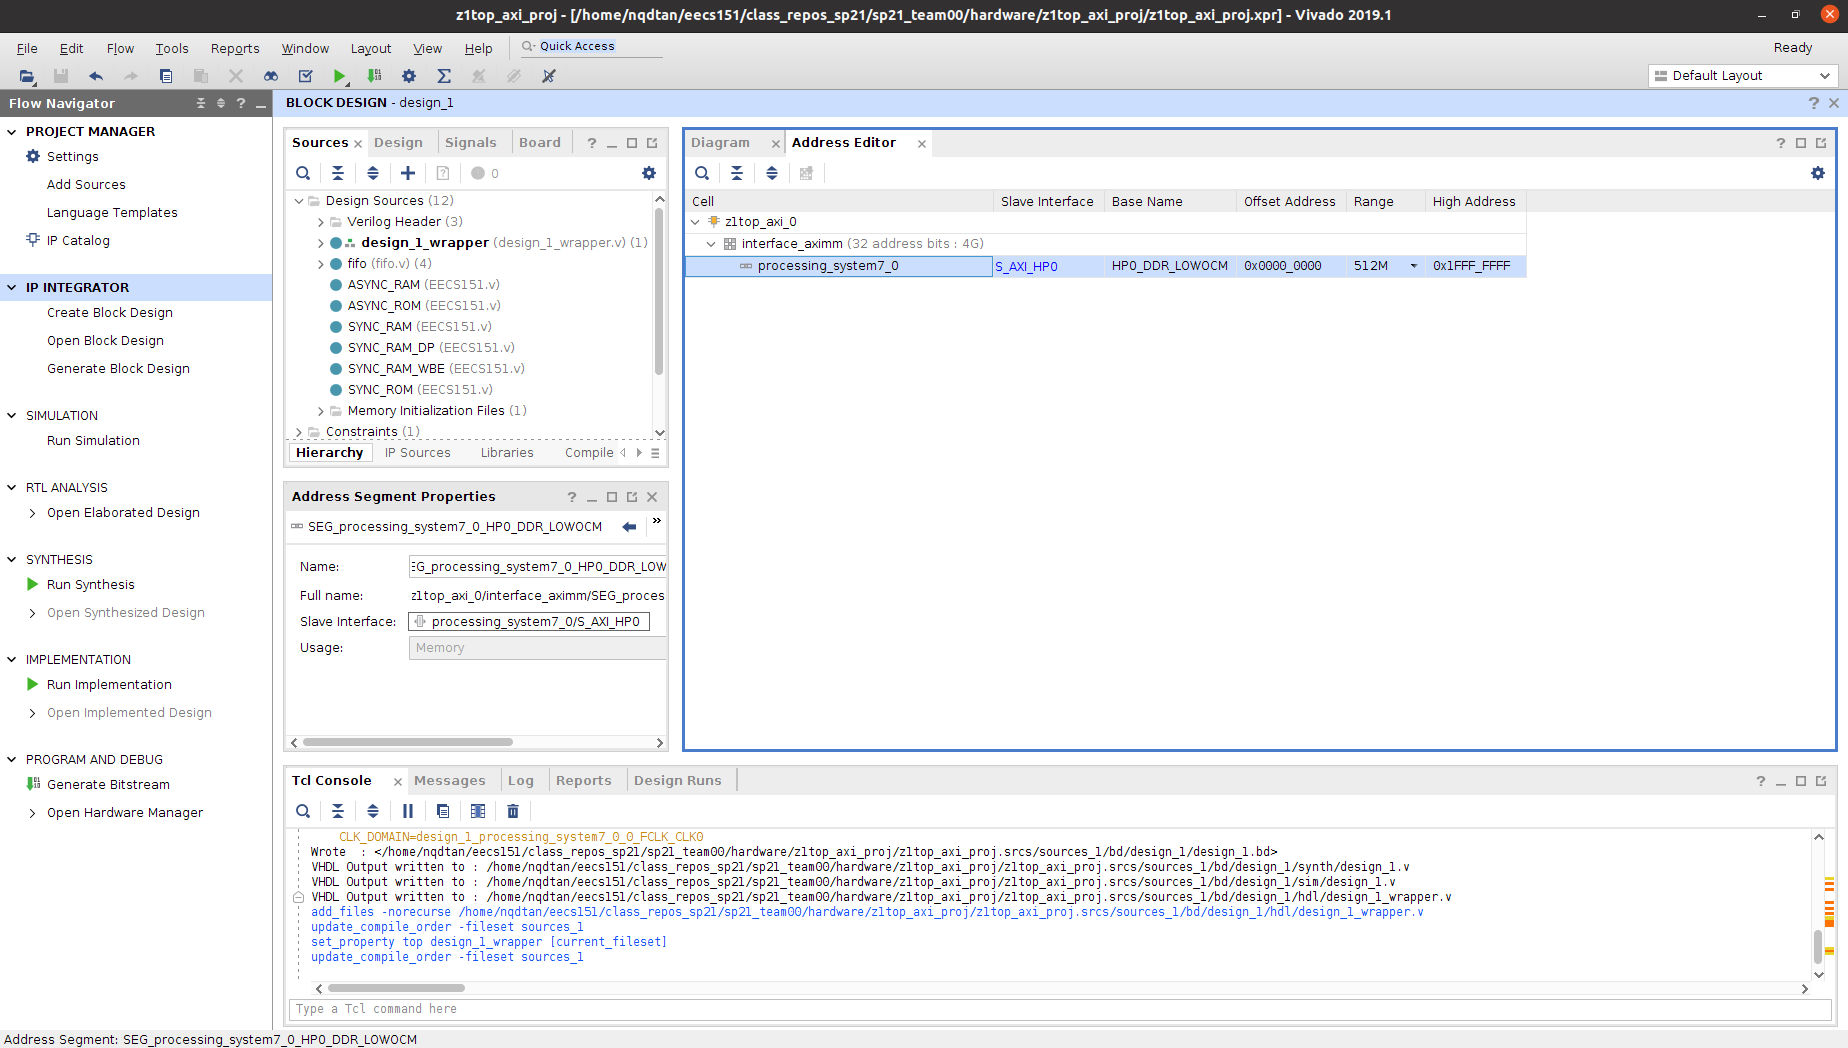 z1top_axi_proj - [/home/nqdtan/eecs151/class_repos_sp21/sp21_team00/hardware/z1top_axi_proj/z1top_axi_proj.xpr] - Vivado 2019.1
File Edit Flow Tools Reports Window Layout View Help Quick Access Ready
Default Layout
Flow Navigator
PROJECT MANAGER
Settings
Add Sources
Language Templates
IP Catalog
IP INTEGRATOR
Create Block Design
Open Block Design
Generate Block Design
SIMULATION
Run Simulation
RTL ANALYSIS
Open Elaborated Design
SYNTHESIS
Run Synthesis
Open Synthesized Design
IMPLEMENTATION
Run Implementation
Open Implemented Design
PROGRAM AND DEBUG
Generate Bitstream
Open Hardware Manager
BLOCK DESIGN - design_1
Sources Design Signals Board
0
Design Sources (12)
Verilog Header (3)
design_1_wrapper (design_1_wrapper.v) (1)
fifo (fifo.v) (4)
ASYNC_RAM (EECS151.v)
ASYNC_ROM (EECS151.v)
SYNC_RAM (EECS151.v)
SYNC_RAM_DP (EECS151.v)
SYNC_RAM_WBE (EECS151.v)
SYNC_ROM (EECS151.v)
Memory Initialization Files (1)
Constraints (1)
Hierarchy IP Sources Libraries Compile
Address Segment Properties
SEG_processing_system7_0_HP0_DDR_LOWOCM
Name: EG_processing_system7_0_HP0_DDR_LOW
Full name: z1top_axi_0/interface_aximm/SEG_proces
Slave Interface: processing_system7_0/S_AXI_HP0
Usage: Memory
Diagram Address Editor
Cell Slave Interface Base Name Offset Address Range High Address
z1top_axi_0
interface_aximm (32 address bits : 4G)
processing_system7_0 S_AXI_HP0 HP0_DDR_LOWOCM 0x0000_0000 512M 0x1FFF_FFFF
Tcl Console Messages Log Reports Design Runs
CLK_DOMAIN=design_1_processing_system7_0_0_FCLK_CLK0
Wrote : </home/nqdtan/eecs151/class_repos_sp21/sp21_team00/hardware/z1top_axi_proj/z1top_axi_proj.srcs/sources_1/bd/design_1/design_1.bd>
VHDL Output written to : /home/nqdtan/eecs151/class_repos_sp21/sp21_team00/hardware/z1top_axi_proj/z1top_axi_proj.srcs/sources_1/bd/design_1/synth/design_1.v
VHDL Output written to : /home/nqdtan/eecs151/class_repos_sp21/sp21_team00/hardware/z1top_axi_proj/z1top_axi_proj.srcs/sources_1/bd/design_1/sim/design_1.v
VHDL Output written to : /home/nqdtan/eecs151/class_repos_sp21/sp21_team00/hardware/z1top_axi_proj/z1top_axi_proj.srcs/sources_1/bd/design_1/hdl/design_1_wrapper.v
add_files -norecurse /home/nqdtan/eecs151/class_repos_sp21/sp21_team00/hardware/z1top_axi_proj/z1top_axi_proj.srcs/sources_1/bd/design_1/hdl/design_1_wrapper.v
update_compile_order -fileset sources_1
set_property top design_1_wrapper [current_fileset]
update_compile_order -fileset sources_1
Type a Tcl command here
Address Segment: SEG_processing_system7_0_HP0_DDR_LOWOCM